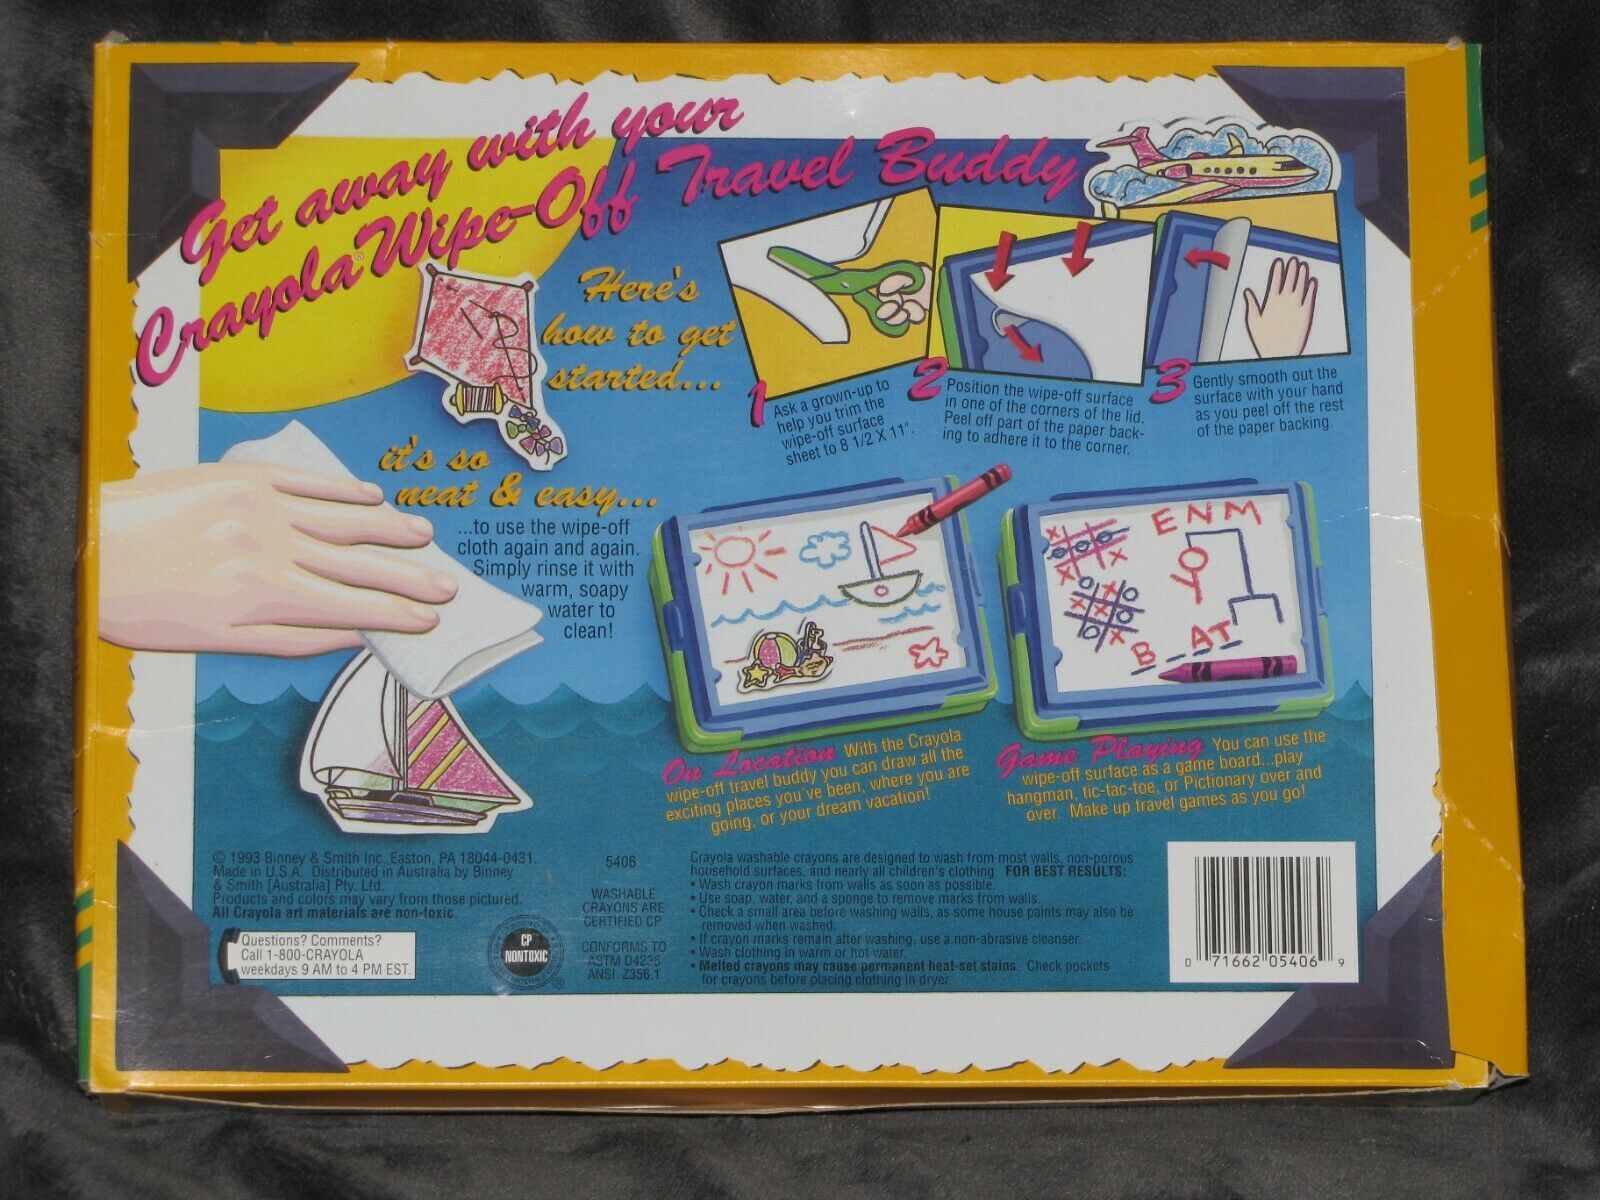 Get away with your
Crayola® Wipe-Off Travel Buddy
Here's
how to get
started...
1
Ask a grown-up to
help you trim the
wipe-off surface
sheet to 8 1/2 X 11".
2
Position the wipe-off surface
in one of the corners of the lid.
Peel off part of the paper back-
ing to adhere it to the corner.
3
Gently smooth out the
surface with your hand
as you peel off the rest
of the paper backing.
it's so
neat & easy...
...to use the wipe-off
cloth again and again.
Simply rinse it with
warm, soapy
water to
clean!
ENM
B _ AT _
On Location With the Crayola
wipe-off travel buddy you can draw all the
exciting places you've been, where you are
going, or your dream vacation!
Game Playing You can use the
wipe-off surface as a game board...play
hangman, tic-tac-toe, or Pictionary over and
over. Make up travel games as you go!
© 1993 Binney & Smith Inc., Easton, PA 18044-0431.
Made in U.S.A. Distributed in Australia by Binney
& Smith [Australia] Pty. Ltd.
Products and colors may vary from those pictured.
All Crayola art materials are non-toxic.
Questions? Comments?
Call 1-800-CRAYOLA
weekdays 9 AM to 4 PM EST.
CP
NONTOXIC
5406
WASHABLE
CRAYONS ARE
CERTIFIED CP
CONFORMS TO
ASTM D4236
ANSI Z356.1
Crayola washable crayons are designed to wash from most walls, non-porous
household surfaces, and nearly all children's clothing. FOR BEST RESULTS:
• Wash crayon marks from walls as soon as possible.
• Use soap, water, and a sponge to remove marks from walls.
• Check a small area before washing walls, as some house paints may also be
removed when washed.
• If crayon marks remain after washing, use a non-abrasive cleanser.
• Wash clothing in warm or hot water.
• Melted crayons may cause permanent heat-set stains. Check pockets
for crayons before placing clothing in dryer.
0 71662 05406 9